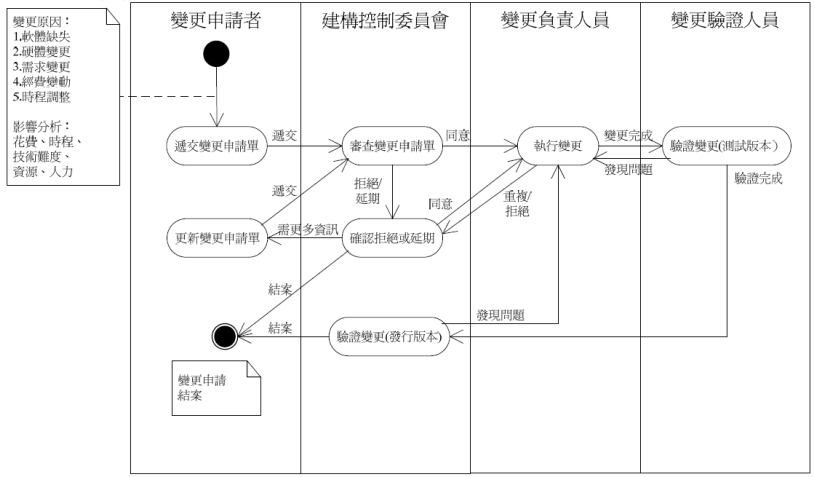 變更原因：
1.軟體缺失
2.硬體變更
3.需求變更
4.經費變動
5.時程調整
影響分析：
花費、時程、
技術難度、
資源、人力
變更申請者
建構控制委員會
變更負責人員
變更驗證人員
遞交變更申請單
遞交
審查變更申請單
同意
執行變更
變更完成
驗證變更(測試版本)
發現問題
驗證完成
遞交
拒絕/
延期
同意
重複/
拒絕
更新變更申請單
需更多資訊
確認拒絕或延期
結案
結案
驗證變更(發行版本)
發現問題
變更申請
結案